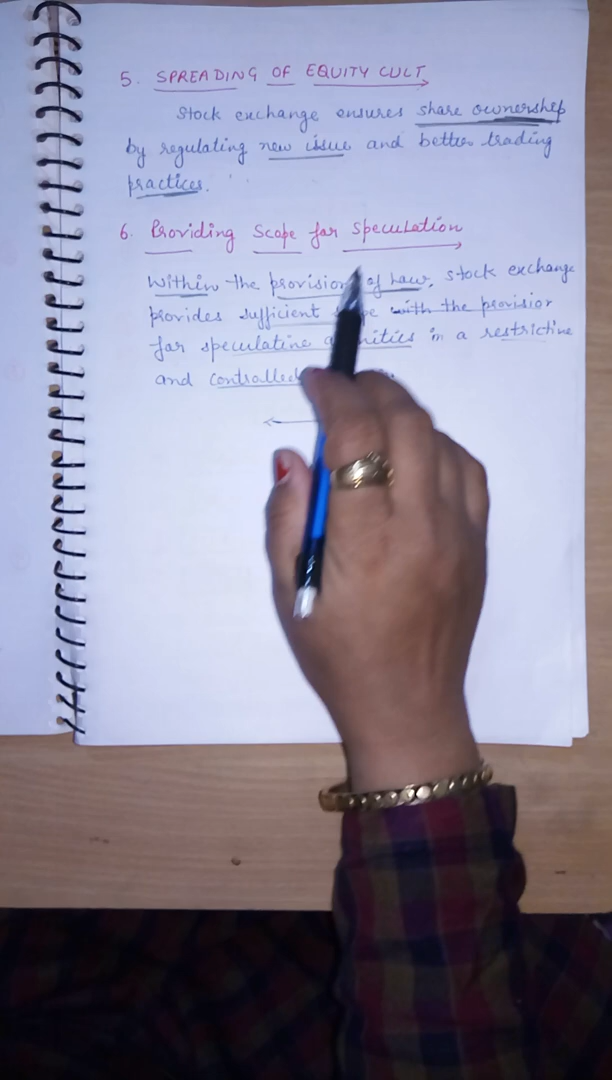 5. SPREADING OF EQUITY CULT
Stock exchange ensures share ownership
by regulating new issue and better trading
practices.
6. Providing Scope for Speculation
Within the provision of Law, stock exchange
provides sufficient with the provision
for speculative in a restrictive
and controlled